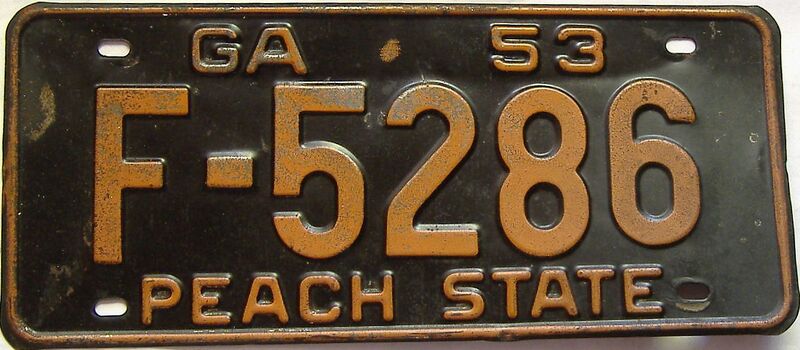 GA 53
F-5286
PEACH STATE